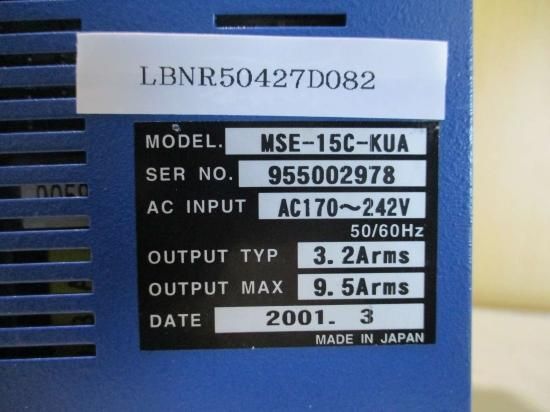 LBNR50427D082
MODEL. MSE-15C-KUA
SER NO. 955002978
AC INPUT AC170～242V
50/60Hz
OUTPUT TYP 3.2Arms
OUTPUT MAX 9.5Arms
DATE 2001. 3
MADE IN JAPAN